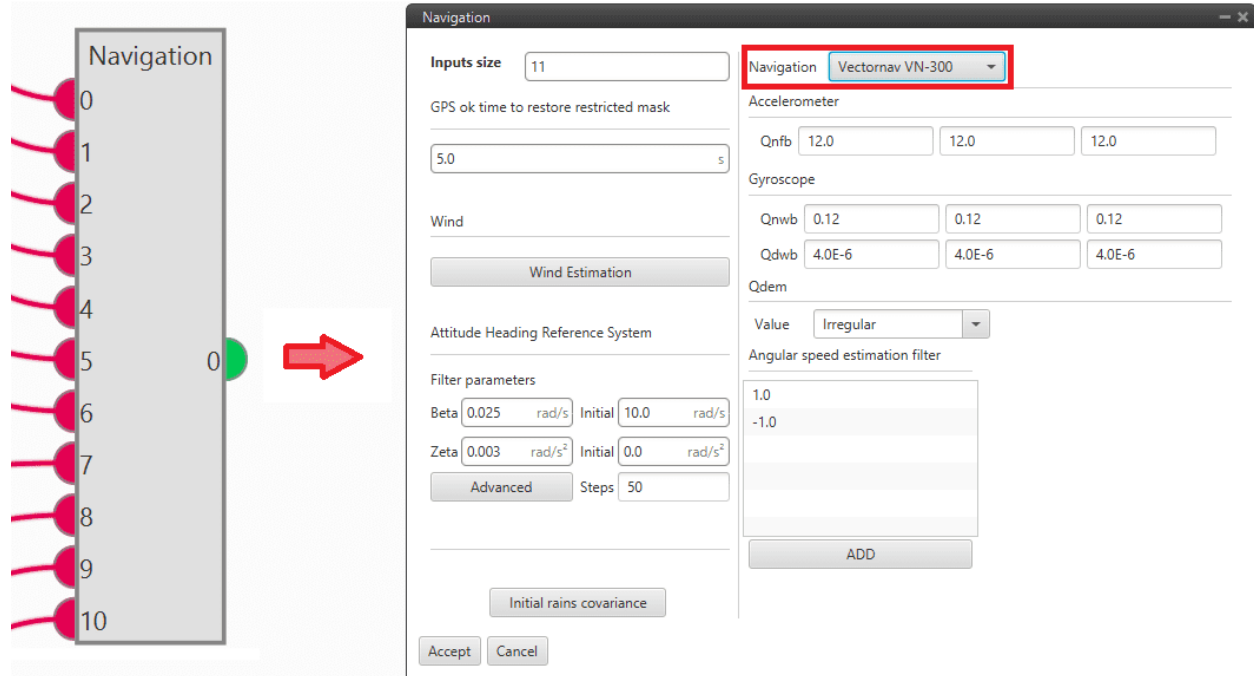 Navigation
0
1
2
3
4
5
0
6
7
8
9
10
Navigation
Inputs size 11
GPS ok time to restore restricted mask
5.0 s
Wind
Wind Estimation
Attitude Heading Reference System
Filter parameters
Beta 0.025 rad/s Initial 10.0 rad/s
Zeta 0.003 rad/s² Initial 0.0 rad/s²
Advanced Steps 50
Initial rains covariance
Accept Cancel
Navigation Vectornav VN-300
Accelerometer
Qnfb 12.0 12.0 12.0
Gyroscope
Qnwb 0.12 0.12 0.12
Qdwb 4.0E-6 4.0E-6 4.0E-6
Qdem
Value Irregular
Angular speed estimation filter
1.0
-1.0
ADD